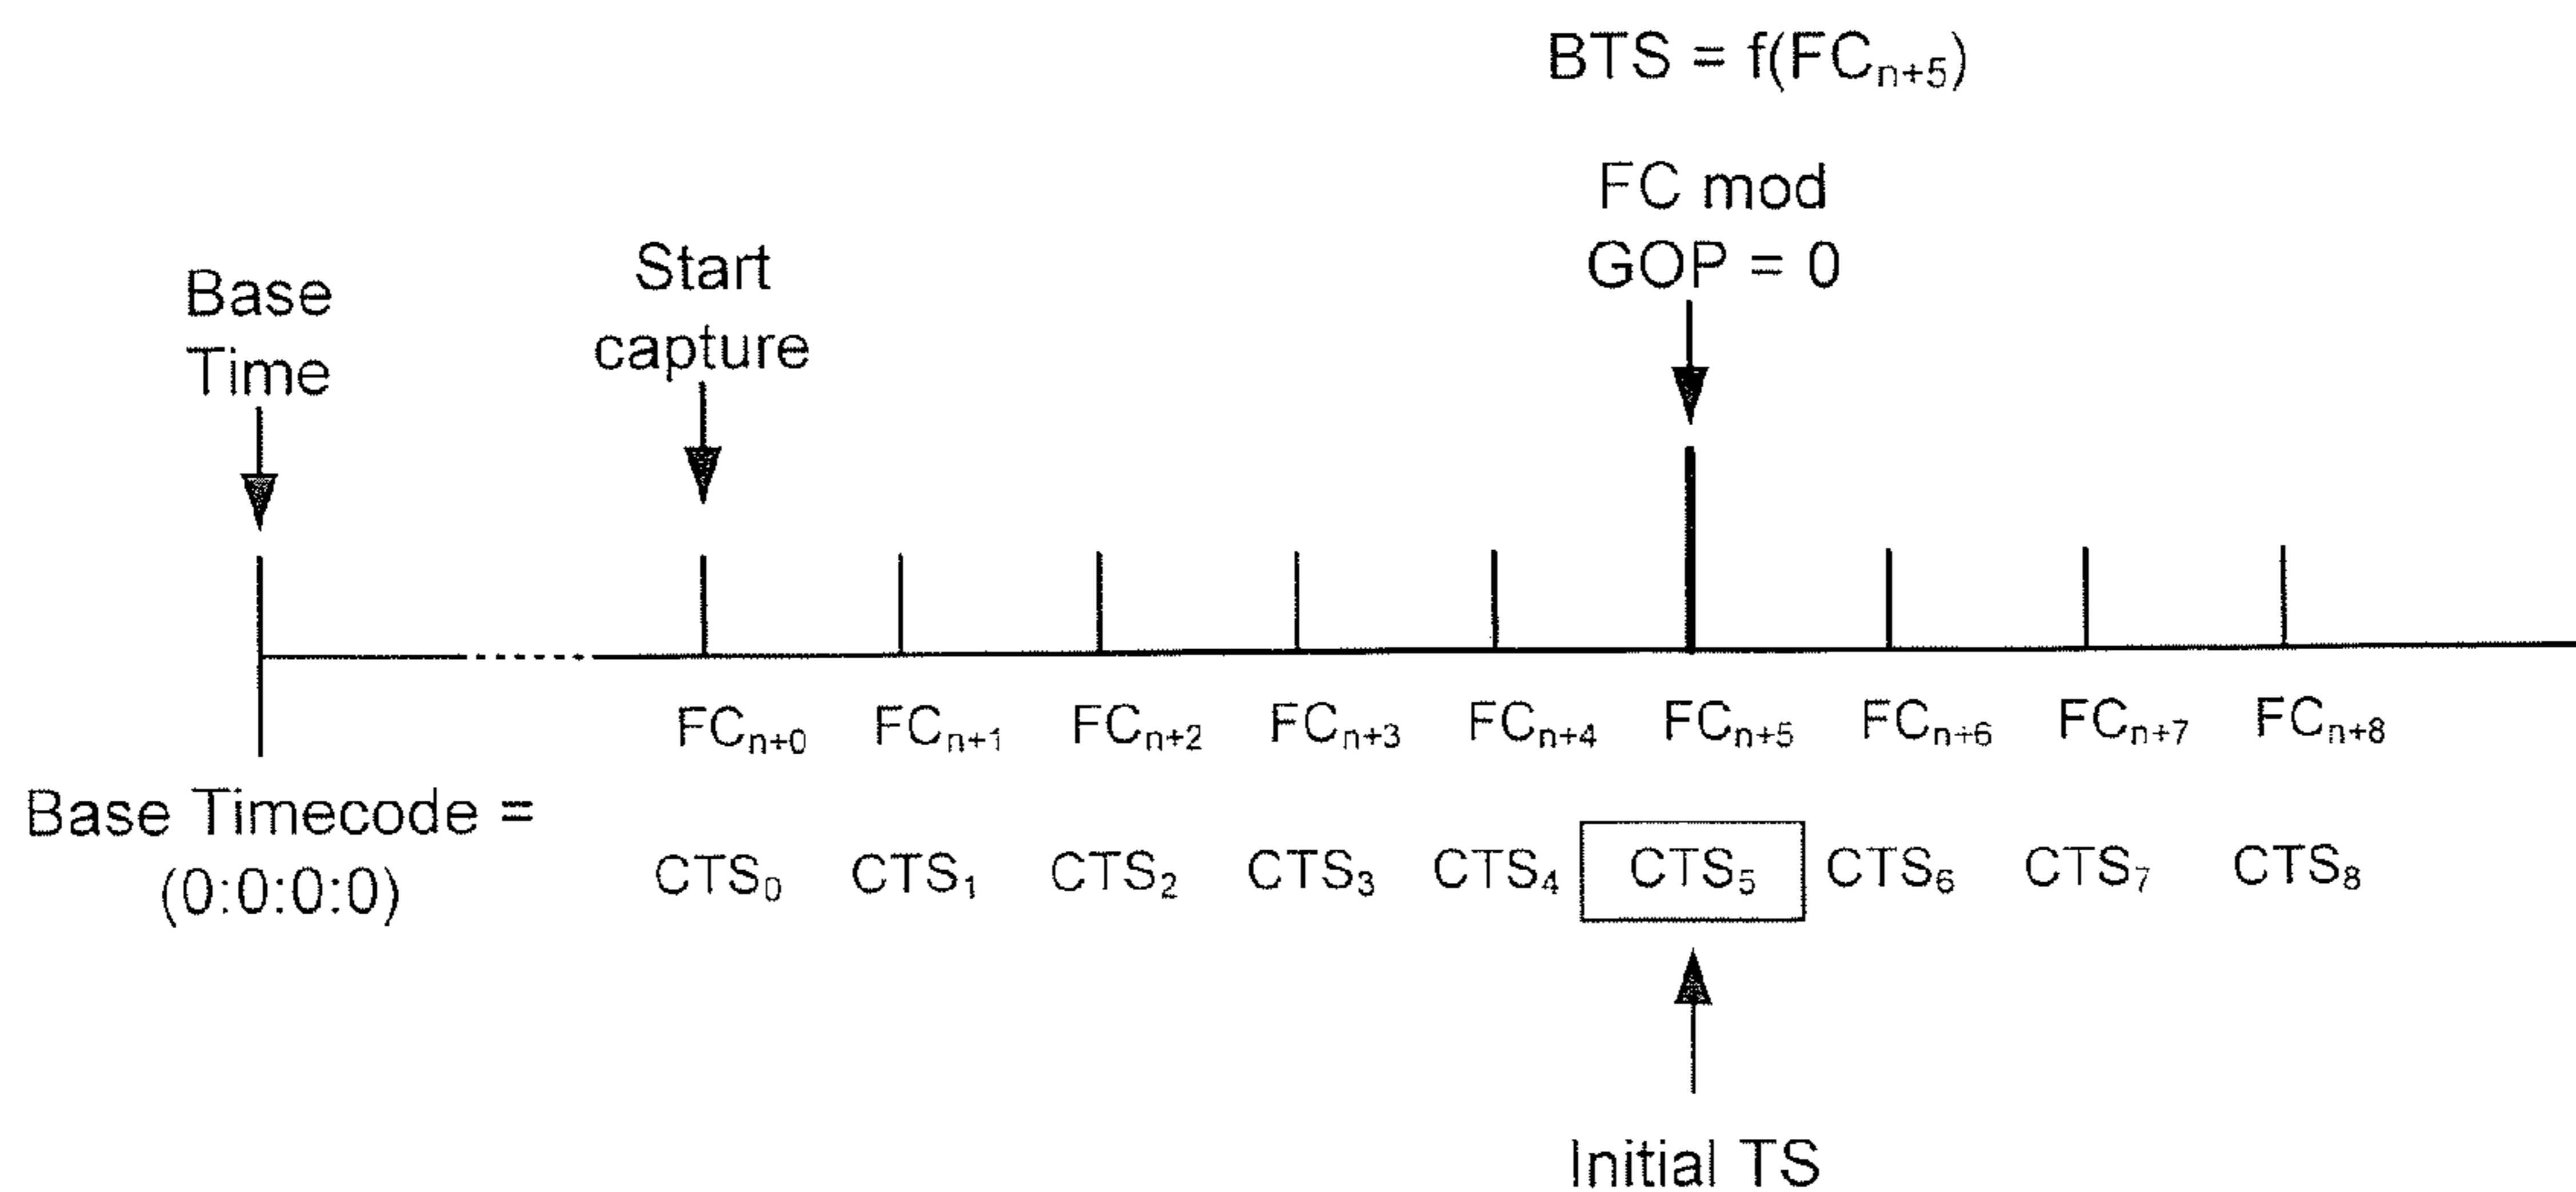 BTS = f(FCn+5)
FC mod
GOP = 0
Start
capture
Base
Time
FCn+0 FCn+1 FCn+2 FCn+3 FCn+4 FCn+5 FCn+6 FCn+7 FCn+8
Base Timecode =
(0:0:0:0)
CTS0 CTS1 CTS2 CTS3 CTS4 CTS5 CTS6 CTS7 CTS8
Initial TS